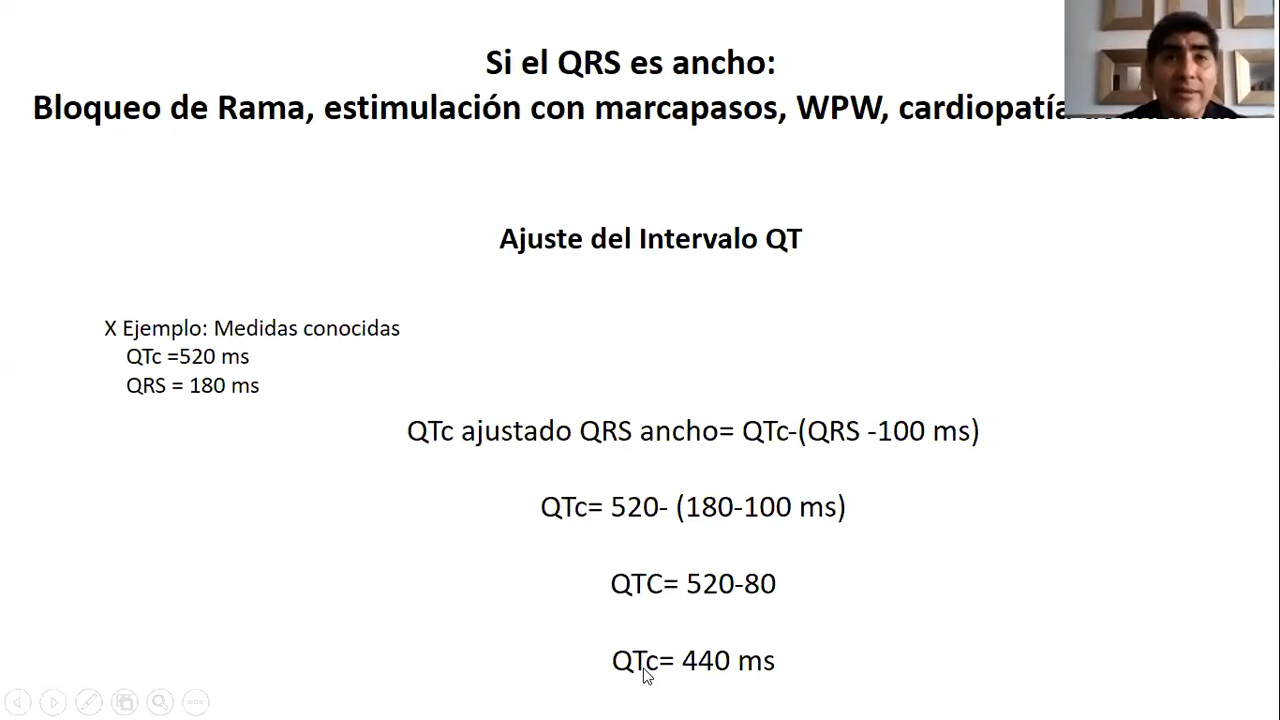 Si el QRS es ancho:
Bloqueo de Rama, estimulación con marcapasos, WPW, cardiopatía
Ajuste del Intervalo QT
X Ejemplo: Medidas conocidas
QTc =520 ms
QRS = 180 ms
QTc ajustado QRS ancho= QTc-(QRS -100 ms)
QTc= 520- (180-100 ms)
QTC= 520-80
QTc= 440 ms